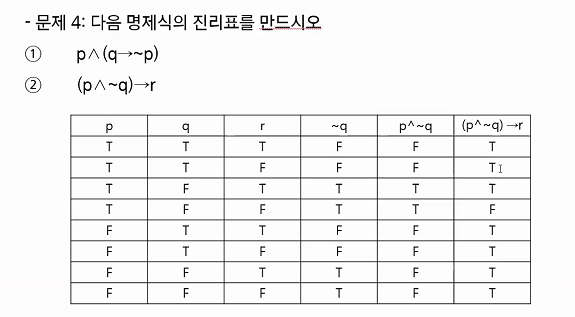 - 문제 4: 다음 명제식의 진리표를 만드시오
① p∧(q→~p)
② (p∧~q)→r
p q r ~q p^~q (p^~q)→r
T T T F F T
T T F F F T
T F T T T T
T F F T T F
F T T F F T
F T F F F T
F F T T F T
F F F T F T